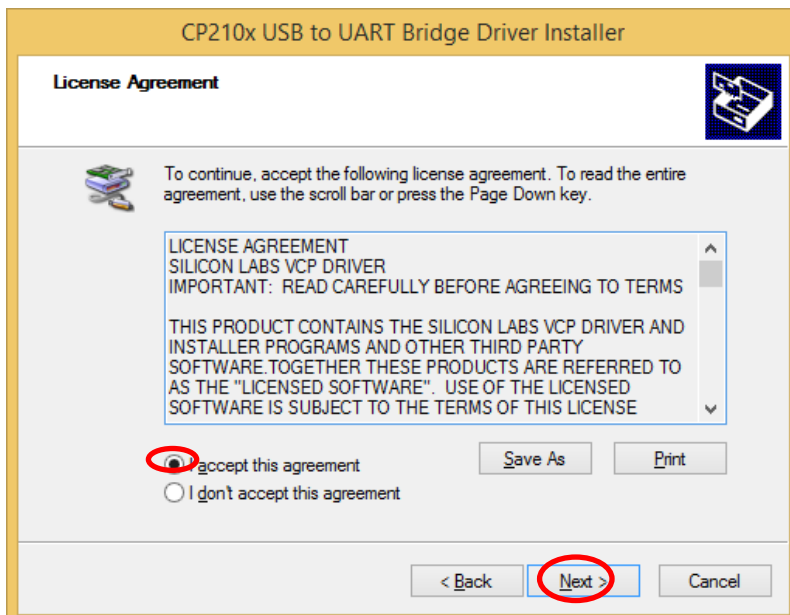 CP210x USB to UART Bridge Driver Installer
License Agreement
To continue, accept the following license agreement. To read the entire
agreement, use the scroll bar or press the Page Down key.
LICENSE AGREEMENT
SILICON LABS VCP DRIVER
IMPORTANT:  READ CAREFULLY BEFORE AGREEING TO TERMS
THIS PRODUCT CONTAINS THE SILICON LABS VCP DRIVER AND
INSTALLER PROGRAMS AND OTHER THIRD PARTY
SOFTWARE.TOGETHER THESE PRODUCTS ARE REFERRED TO
AS THE "LICENSED SOFTWARE".  USE OF THE LICENSED
SOFTWARE IS SUBJECT TO THE TERMS OF THIS LICENSE
I accept this agreement
Save As
Print
I don't accept this agreement
< Back
Next >
Cancel